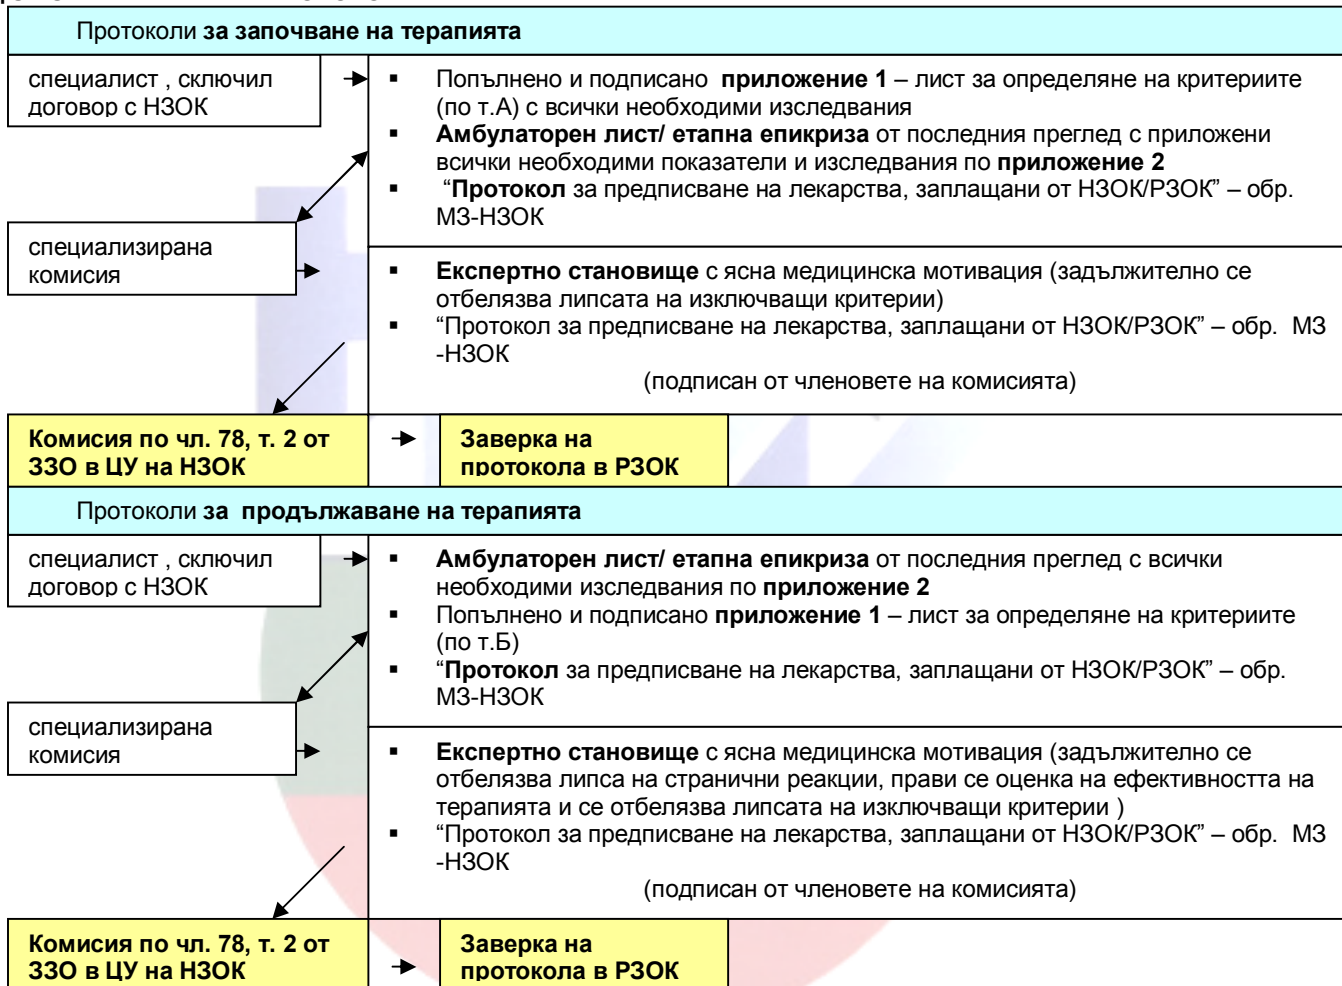 Протоколи за започване на терапията
специалист , сключил
договор с НЗОК
▪ Попълнено и подписано приложение 1 – лист за определяне на критериите
(по т.А) с всички необходими изследвания
▪ Амбулаторен лист/ етапна епикриза от последния преглед с приложени
всички необходими показатели и изследвания по приложение 2
▪ “Протокол за предписване на лекарства, заплащани от НЗОК/РЗОК” – обр.
МЗ-НЗОК
специализирана
комисия
▪ Експертно становище с ясна медицинска мотивация (задължително се
отбелязва липсата на изключващи критерии)
▪ “Протокол за предписване на лекарства, заплащани от НЗОК/РЗОК” – обр. МЗ
-НЗОК
(подписан от членовете на комисията)
Комисия по чл. 78, т. 2 от
ЗЗО в ЦУ на НЗОК
Заверка на
протокола в РЗОК
Протоколи за продължаване на терапията
специалист , сключил
договор с НЗОК
▪ Амбулаторен лист/ етапна епикриза от последния преглед с всички
необходими изследвания по приложение 2
▪ Попълнено и подписано приложение 1 – лист за определяне на критериите
(по т.Б)
▪ “Протокол за предписване на лекарства, заплащани от НЗОК/РЗОК” – обр.
МЗ-НЗОК
специализирана
комисия
▪ Експертно становище с ясна медицинска мотивация (задължително се
отбелязва липса на странични реакции, прави се оценка на ефективността на
терапията и се отбелязва липсата на изключващи критерии )
▪ “Протокол за предписване на лекарства, заплащани от НЗОК/РЗОК” – обр. МЗ
-НЗОК
(подписан от членовете на комисията)
Комисия по чл. 78, т. 2 от
ЗЗО в ЦУ на НЗОК
Заверка на
протокола в РЗОК